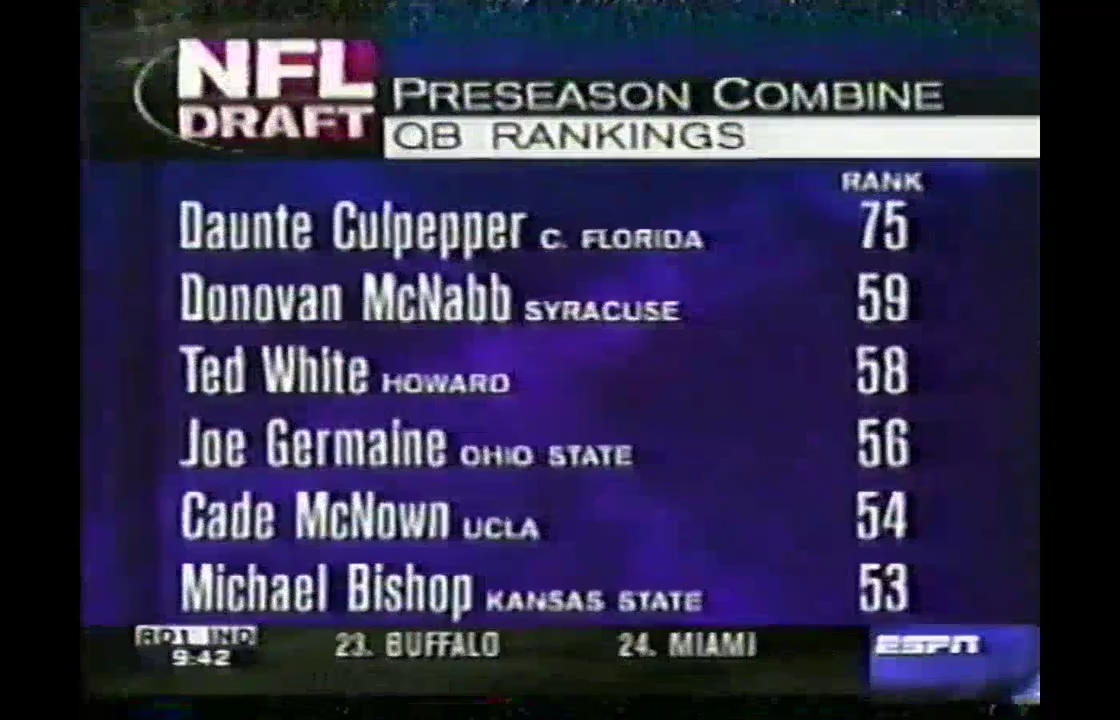 NFL DRAFT
PRESEASON COMBINE
QB RANKINGS
RANK
Daunte Culpepper C. FLORIDA 75
Donovan McNabb SYRACUSE 59
Ted White HOWARD 58
Joe Germaine OHIO STATE 56
Cade McNown UCLA 54
Michael Bishop KANSAS STATE 53
RD1 IND 23. BUFFALO 24. MIAMI ESPN
9:42